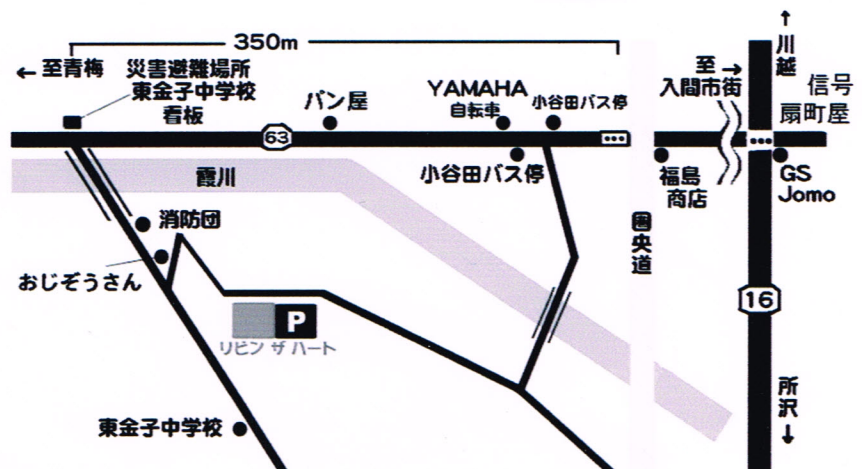 350m
←至青梅
災害避難場所
東金子中学校
看板
パン屋
YAMAHA
自転車
小谷田バス停
至→
入間市街
↑
川越
信号
扇町屋
63
小谷田バス停
福島
商店
GS
Jomo
霞川
圏央道
消防団
おじぞうさん
16
P
リビン ザ ハート
所沢↓
東金子中学校